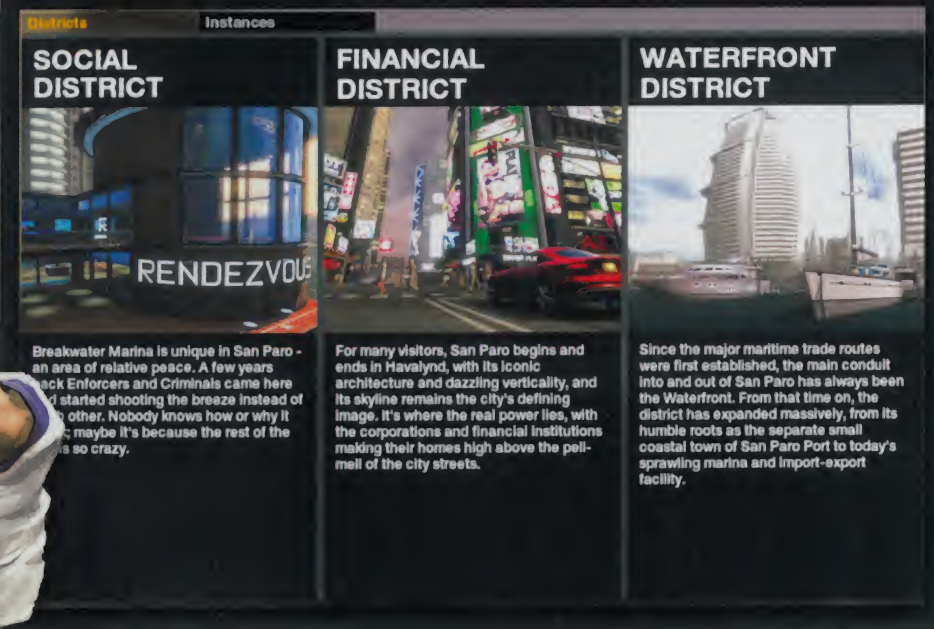 Districts
Instances
SOCIAL
DISTRICT
RENDEZVOUS
Breakwater Marina is unique in San Paro -
an area of relative peace. A few years
back Enforcers and Criminals came here
started shooting the breeze instead of
other. Nobody knows how or why it
maybe it's because the rest of the
is so crazy.
FINANCIAL
DISTRICT
PLAY
For many visitors, San Paro begins and
ends in Havalynd, with its iconic
architecture and dazzling verticality, and
its skyline remains the city's defining
image. It's where the real power lies, with
the corporations and financial institutions
making their homes high above the pell-
mell of the city streets.
WATERFRONT
DISTRICT
Since the major maritime trade routes
were first established, the main conduit
into and out of San Paro has always been
the Waterfront. From that time on, the
district has expanded massively, from its
humble roots as the separate small
coastal town of San Paro Port to today's
sprawling marina and import-export
facility.